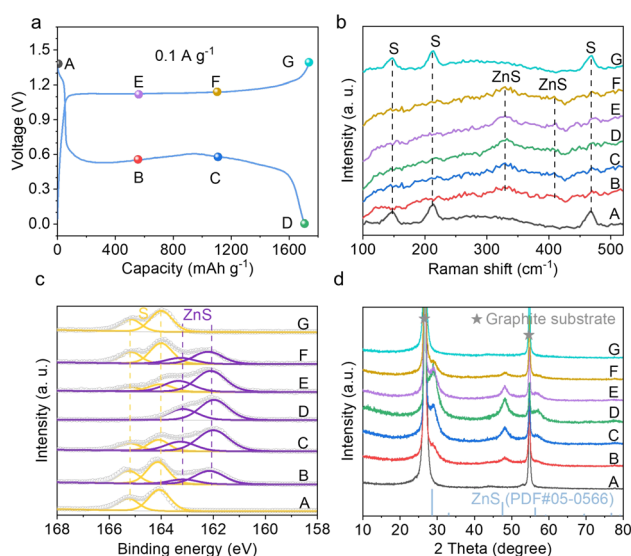 a
0.1 A g⁻¹
A
E
F
G
B
C
D
Voltage (V)
1.5
1.2
0.9
0.6
0.3
0.0
0 400 800 1200 1600
Capacity (mAh g⁻¹)
b
S
S
S
ZnS
ZnS
G
F
E
D
C
B
A
Intensity (a. u.)
100 200 300 400 500
Raman shift (cm⁻¹)
c
S
ZnS
G
F
E
D
C
B
A
Intensity (a. u.)
168 166 164 162 160 158
Binding energy (eV)
d
★ Graphite substrate
G
F
E
D
C
B
A
ZnS (PDF#05-0566)
Intensity (a. u.)
10 20 30 40 50 60 70 80
2 Theta (degree)